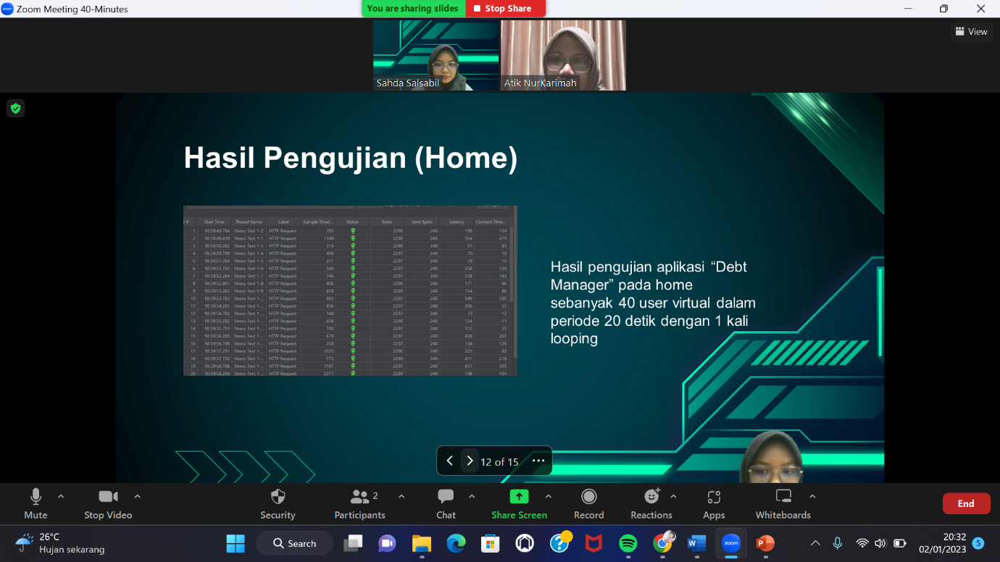 Zoom Meeting 40-Minutes
You are sharing slides
Stop Share
View
Sahda Salsabil
Atik NurKarimah
Hasil Pengujian (Home)
Start Time Thread Name Label Sample Time(... Status Bytes Sent Bytes Latency Connect Time...
1 10:39:49.794 Stress Test 1-2 HTTP Request 785 2290 240 199 124
2 10:39:49.439 Stress Test 1-1 HTTP Request 1140 2290 240 554 479
3 10:39:50.282 Stress Test 1-3 HTTP Request 314 2290 240 91 45
4 10:39:50.789 Stress Test 1-4 HTTP Request 409 2297 240 70 19
5 10:39:51.284 Stress Test 1-5 HTTP Request 217 2297 240 79 10
6 10:39:51.783 Stress Test 1-6 HTTP Request 540 2297 240 258 129
7 10:39:52.284 Stress Test 1-7 HTTP Request 746 2297 240 518 183
8 10:39:52.801 Stress Test 1-8 HTTP Request 406 2290 240 171 96
9 10:39:53.283 Stress Test 1-9 HTTP Request 818 2289 240 154 86
10 10:39:53.783 Stress Test 1-... HTTP Request 892 2297 240 549 395
11 10:39:54.285 Stress Test 1-... HTTP Request 436 2297 240 206 55
12 10:39:54.785 Stress Test 1-... HTTP Request 148 2297 240 73 12
13 10:39:55.282 Stress Test 1-... HTTP Request 658 2290 240 124 11
14 10:39:55.793 Stress Test 1-... HTTP Request 700 2297 240 155 35
15 10:39:56.285 Stress Test 1-... HTTP Request 670 2297 240 428 207
16 10:39:56.790 Stress Test 1-... HTTP Request 238 2297 240 156 126
17 10:39:57.291 Stress Test 1-... HTTP Request 1035 2290 240 223 60
18 10:39:57.792 Stress Test 1-... HTTP Request 775 2289 240 411 218
19 10:39:58.786 Stress Test 1-... HTTP Request 1197 2297 240 417 303
20 10:39:58.284 Stress Test 1-... HTTP Request 2277 2289 240 198 101
Hasil pengujian aplikasi “Debt
Manager” pada home
sebanyak 40 user virtual dalam
periode 20 detik dengan 1 kali
looping
12 of 15
Mute
Stop Video
Security
2
Participants
Chat
Share Screen
Record
Reactions
Apps
Whiteboards
End
26°C
Hujan sekarang
Search
zoom
20:32
02/01/2023
5